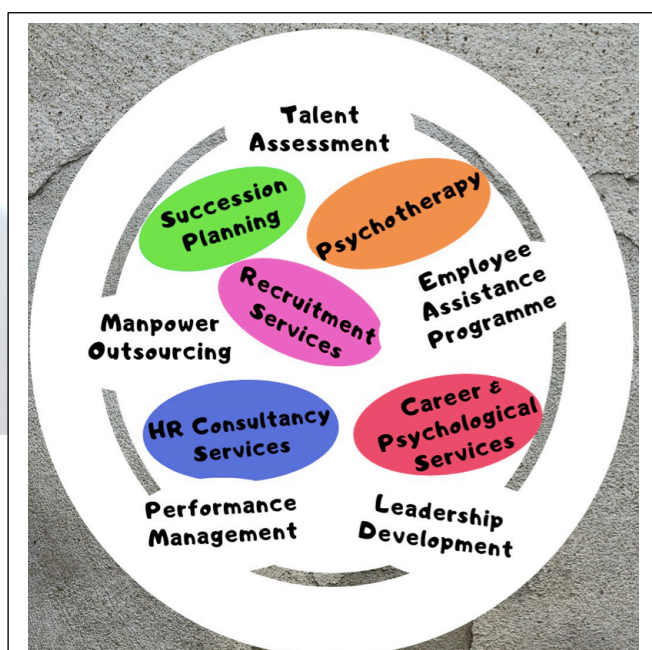 Talent
Assessment
Succession
Planning
Psychotherapy
Recruitment
Services
Employee
Assistance
Programme
Manpower
Outsourcing
HR Consultancy
Services
Career &
Psychological
Services
Performance
Management
Leadership
Development